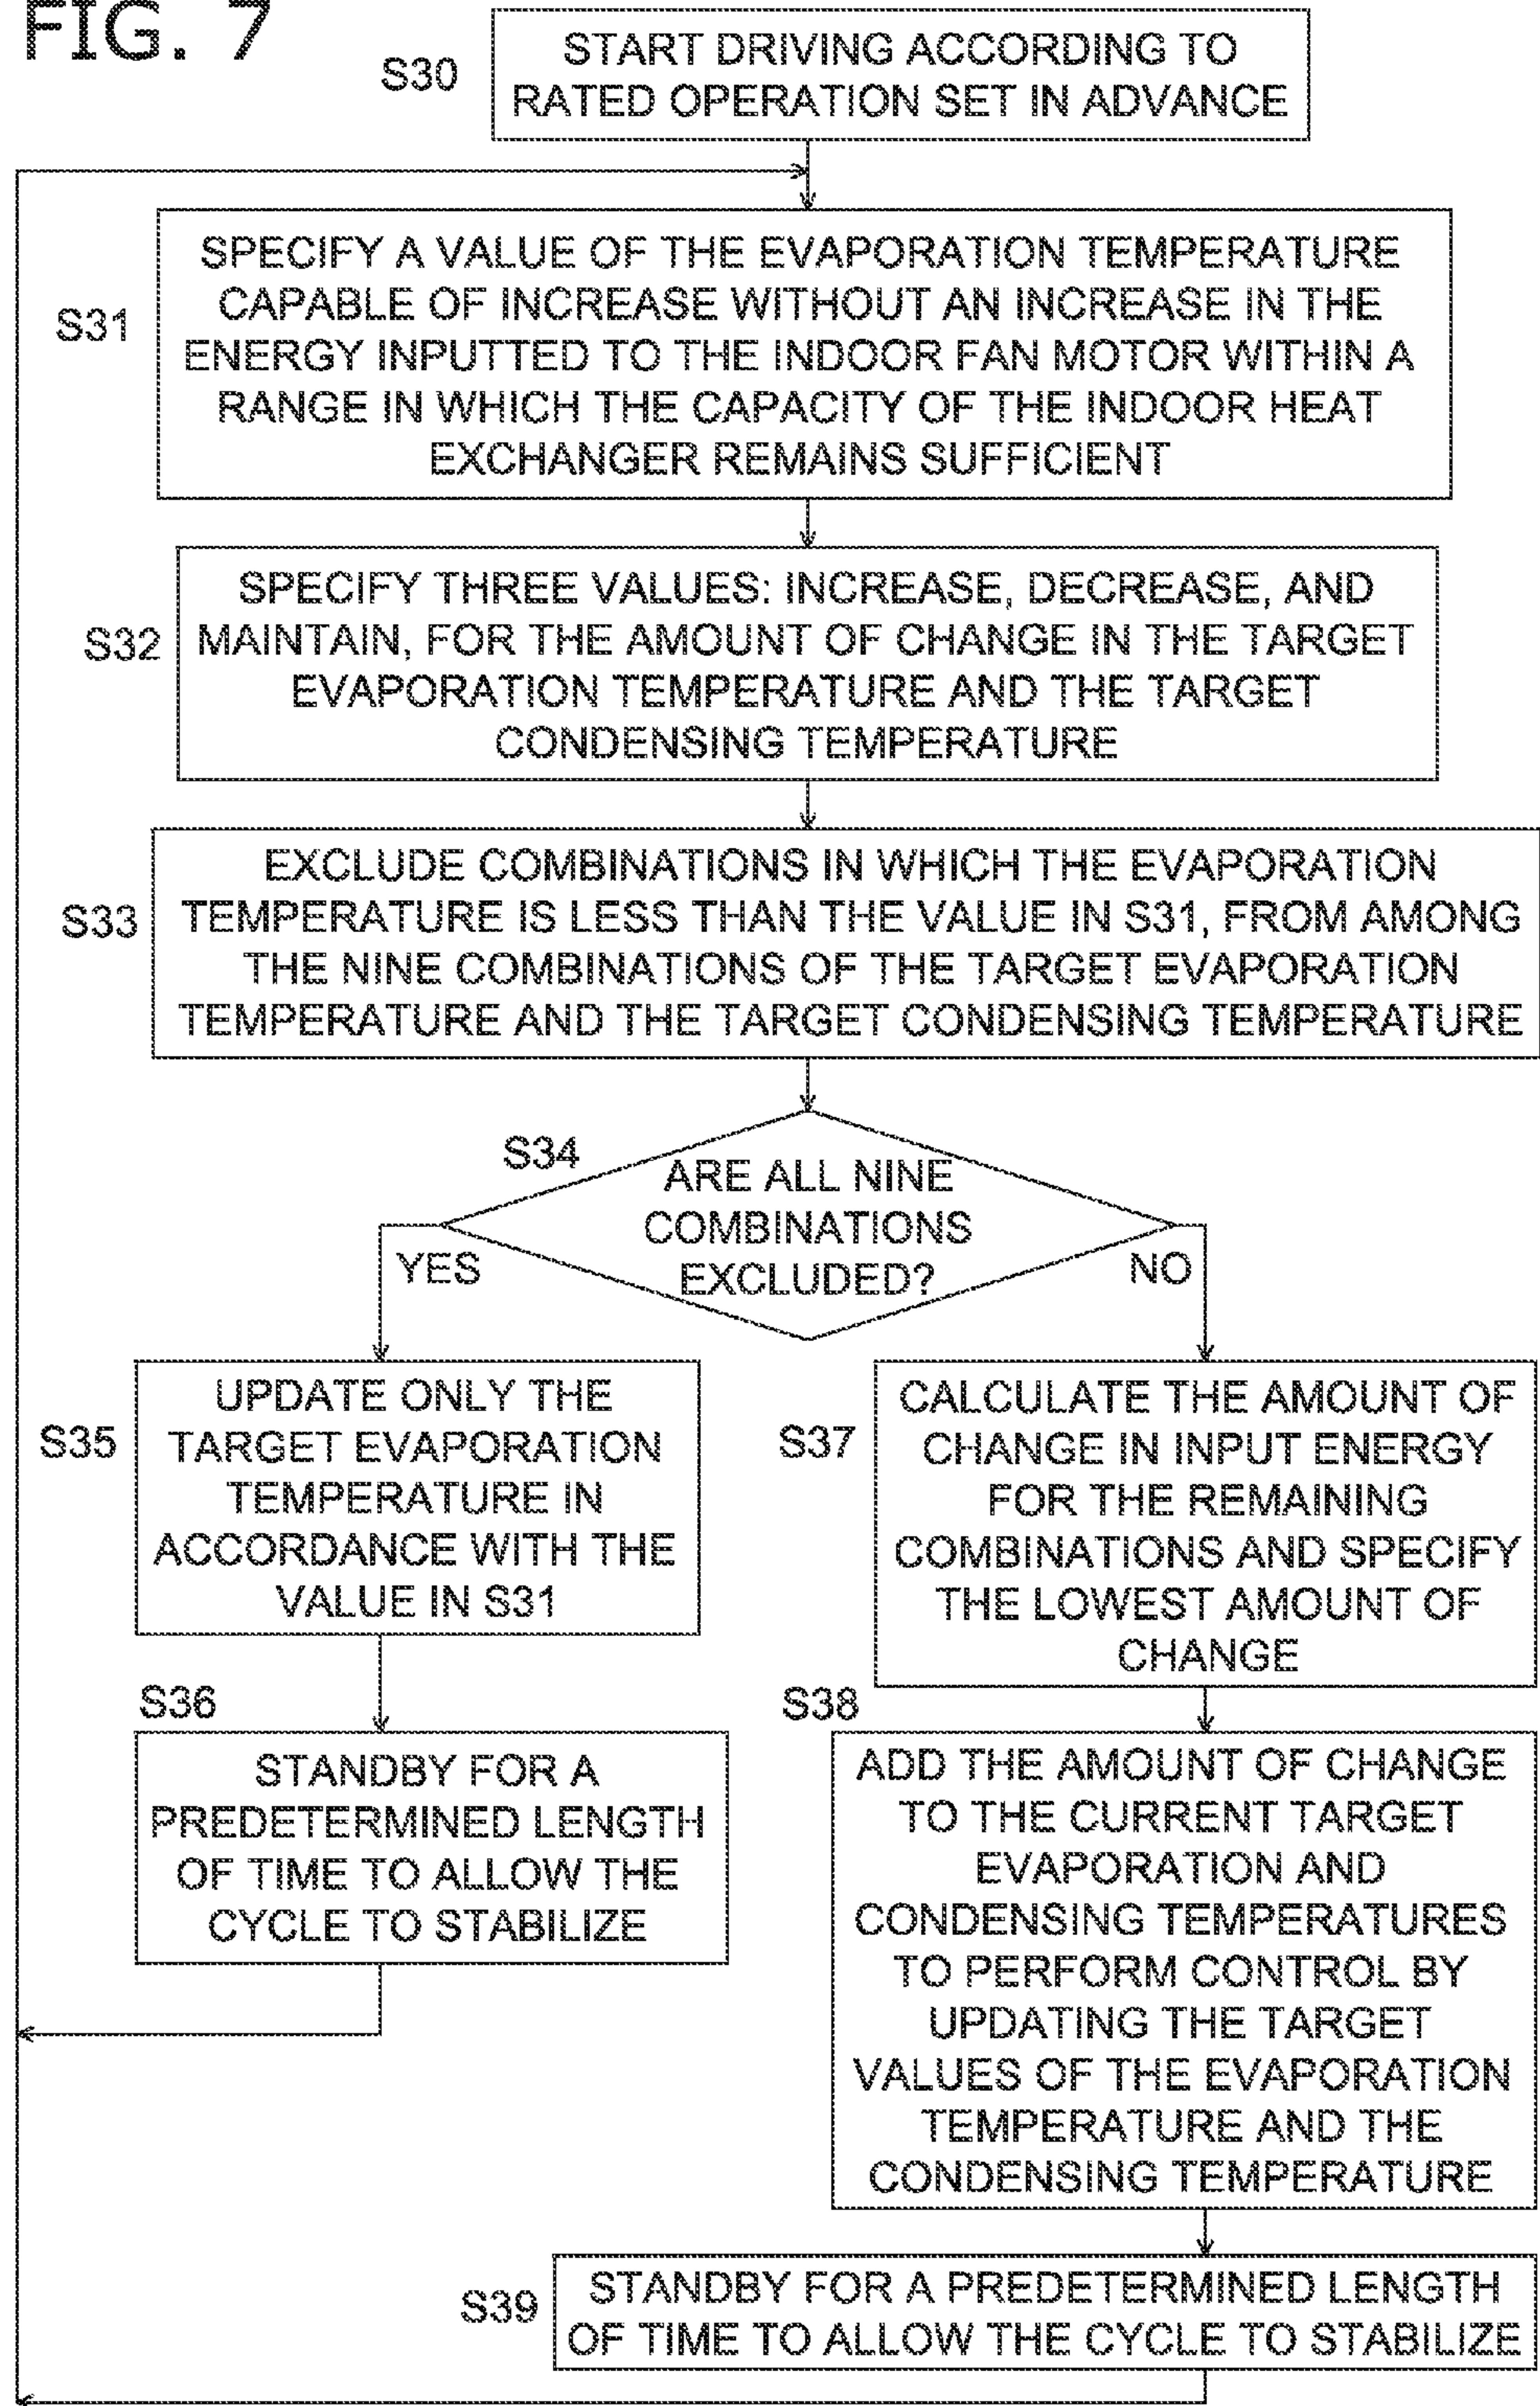 FIG. 7
S30
START DRIVING ACCORDING TO
RATED OPERATION SET IN ADVANCE
S31
SPECIFY A VALUE OF THE EVAPORATION TEMPERATURE
CAPABLE OF INCREASE WITHOUT AN INCREASE IN THE
ENERGY INPUTTED TO THE INDOOR FAN MOTOR WITHIN A
RANGE IN WHICH THE CAPACITY OF THE INDOOR HEAT
EXCHANGER REMAINS SUFFICIENT
S32
SPECIFY THREE VALUES: INCREASE, DECREASE, AND
MAINTAIN, FOR THE AMOUNT OF CHANGE IN THE TARGET
EVAPORATION TEMPERATURE AND THE TARGET
CONDENSING TEMPERATURE
S33
EXCLUDE COMBINATIONS IN WHICH THE EVAPORATION
TEMPERATURE IS LESS THAN THE VALUE IN S31, FROM AMONG
THE NINE COMBINATIONS OF THE TARGET EVAPORATION
TEMPERATURE AND THE TARGET CONDENSING TEMPERATURE
S34
ARE ALL NINE
COMBINATIONS
EXCLUDED?
YES
NO
S35
UPDATE ONLY THE
TARGET EVAPORATION
TEMPERATURE IN
ACCORDANCE WITH THE
VALUE IN S31
S36
STANDBY FOR A
PREDETERMINED LENGTH
OF TIME TO ALLOW THE
CYCLE TO STABILIZE
S37
CALCULATE THE AMOUNT OF
CHANGE IN INPUT ENERGY
FOR THE REMAINING
COMBINATIONS AND SPECIFY
THE LOWEST AMOUNT OF
CHANGE
S38
ADD THE AMOUNT OF CHANGE
TO THE CURRENT TARGET
EVAPORATION AND
CONDENSING TEMPERATURES
TO PERFORM CONTROL BY
UPDATING THE TARGET
VALUES OF THE EVAPORATION
TEMPERATURE AND THE
CONDENSING TEMPERATURE
S39
STANDBY FOR A PREDETERMINED LENGTH
OF TIME TO ALLOW THE CYCLE TO STABILIZE